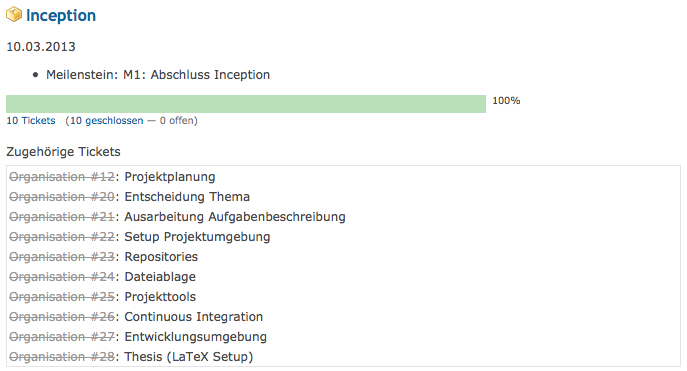 Inception
10.03.2013
Meilenstein: M1: Abschluss Inception
100%
10 Tickets (10 geschlossen — 0 offen)
Zugehörige Tickets
Organisation #12: Projektplanung
Organisation #20: Entscheidung Thema
Organisation #21: Ausarbeitung Aufgabenbeschreibung
Organisation #22: Setup Projektumgebung
Organisation #23: Repositories
Organisation #24: Dateiablage
Organisation #25: Projekttools
Organisation #26: Continuous Integration
Organisation #27: Entwicklungsumgebung
Organisation #28: Thesis (LaTeX Setup)